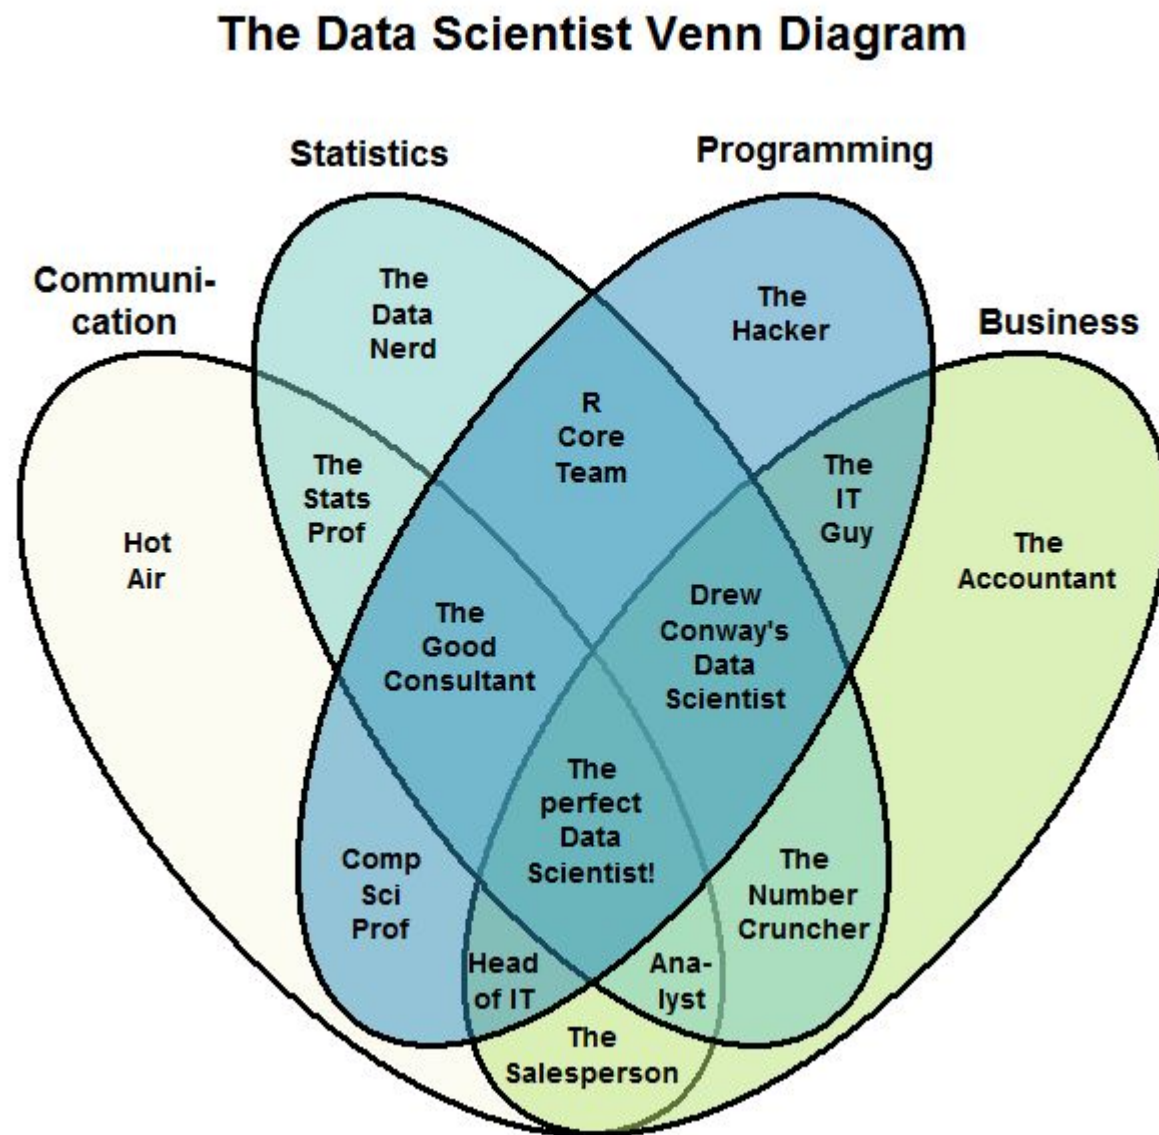 The Data Scientist Venn Diagram
Statistics
Programming
Communi-
cation
Business
The
Data
Nerd
The
Hacker
R
Core
Team
The
Stats
Prof
The
IT
Guy
Hot
Air
The
Accountant
The
Good
Consultant
Drew
Conway's
Data
Scientist
The
perfect
Data
Scientist!
Comp
Sci
Prof
The
Number
Cruncher
Head
of IT
Ana-
lyst
The
Salesperson